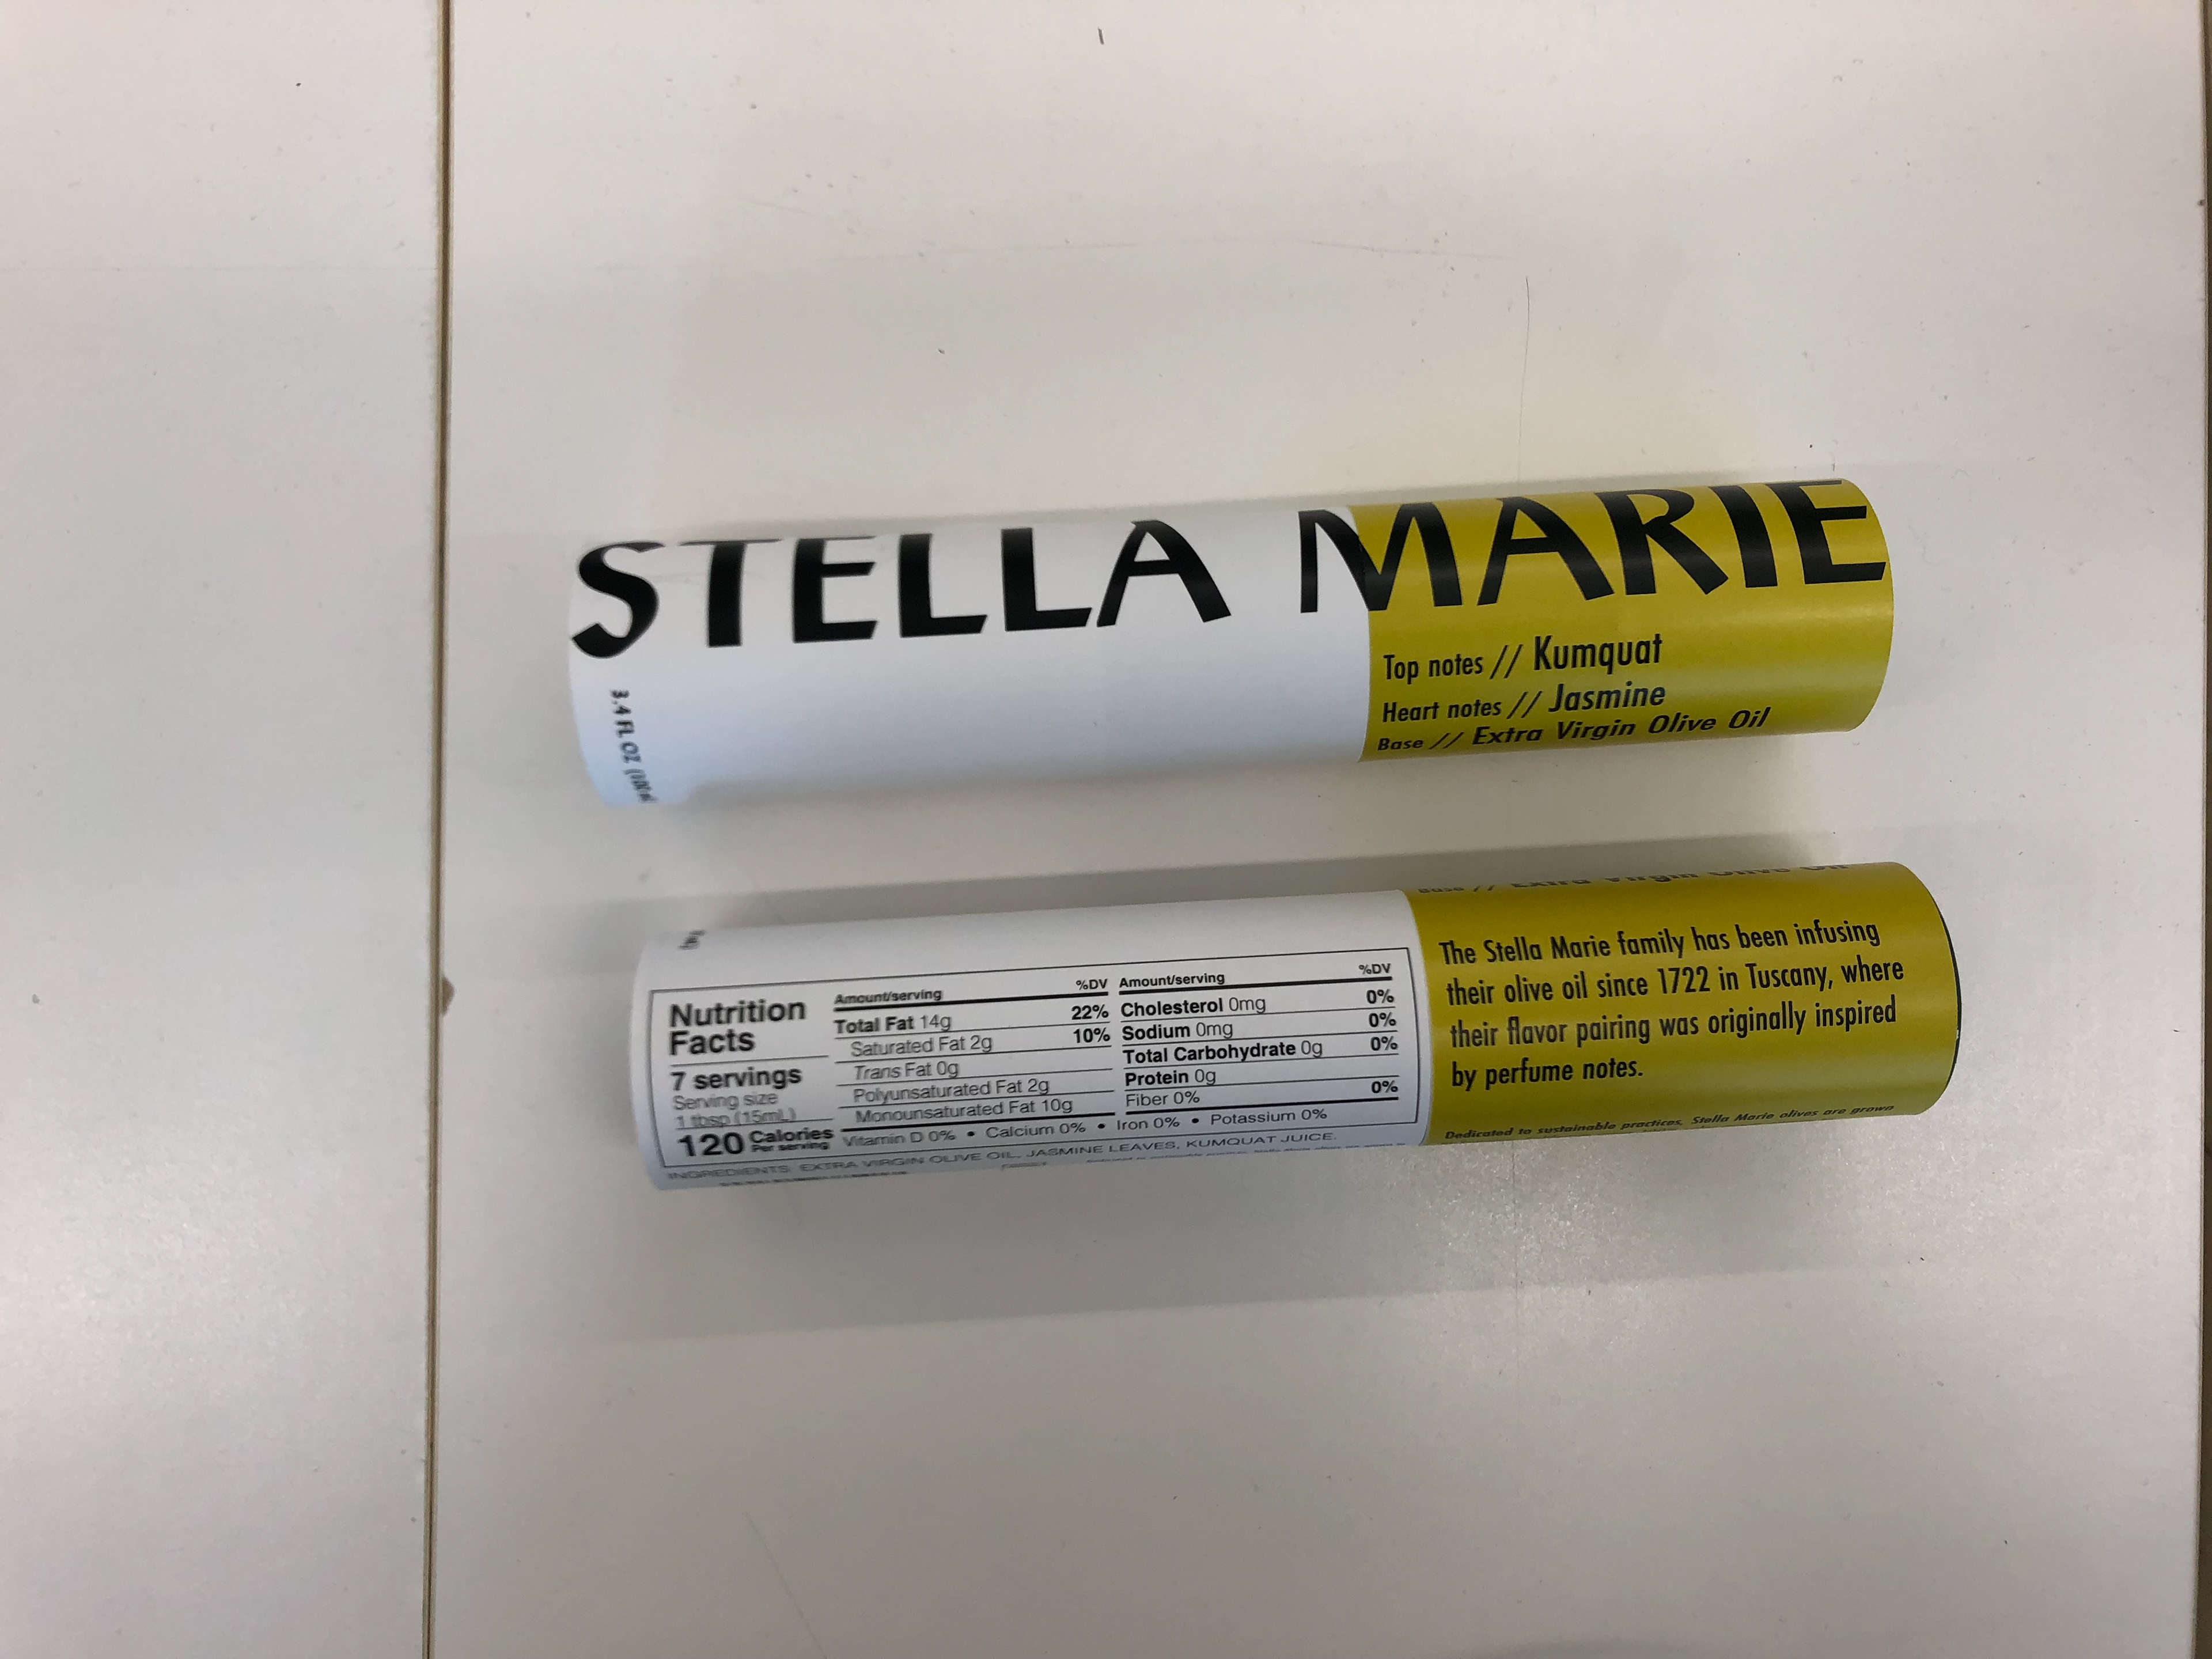 STELLA MARIE
Top notes // Kumquat
Heart notes // Jasmine
Base // Extra Virgin Olive Oil
3.4 FL OZ
Nutrition
Facts
7 servings
Serving size
1 tbsp (15mL)
120 Calories
Per serving
Amount/serving %DV
Total Fat 14g 22%
Saturated Fat 2g 10%
Trans Fat 0g
Polyunsaturated Fat 2g
Monounsaturated Fat 10g
Amount/serving %DV
Cholesterol 0mg 0%
Sodium 0mg 0%
Total Carbohydrate 0g 0%
Protein 0g
Fiber 0% 0%
Vitamin D 0% • Calcium 0% • Iron 0% • Potassium 0%
INGREDIENTS: EXTRA VIRGIN OLIVE OIL, JASMINE LEAVES, KUMQUAT JUICE.
Base // Extra Virgin Olive Oil
The Stella Marie family has been infusing
their olive oil since 1722 in Tuscany, where
their flavor pairing was originally inspired
by perfume notes.
Dedicated to sustainable practices, Stella Marie olives are grown